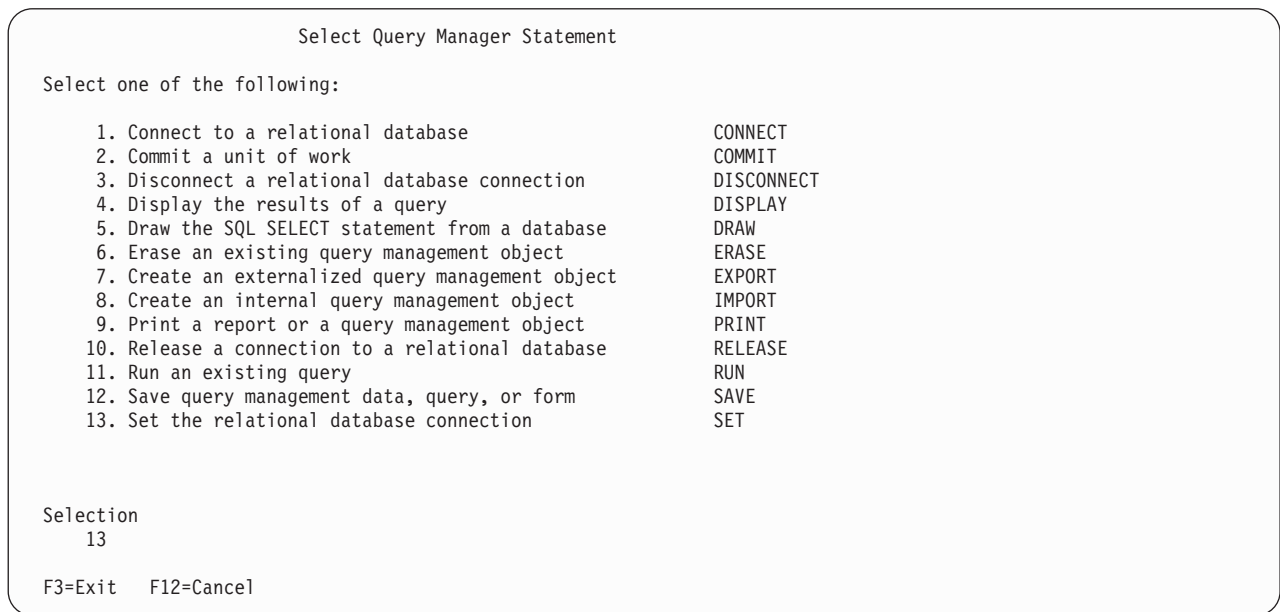 Select Query Manager Statement
Select one of the following:
1. Connect to a relational database CONNECT
2. Commit a unit of work COMMIT
3. Disconnect a relational database connection DISCONNECT
4. Display the results of a query DISPLAY
5. Draw the SQL SELECT statement from a database DRAW
6. Erase an existing query management object ERASE
7. Create an externalized query management object EXPORT
8. Create an internal query management object IMPORT
9. Print a report or a query management object PRINT
10. Release a connection to a relational database RELEASE
11. Run an existing query RUN
12. Save query management data, query, or form SAVE
13. Set the relational database connection SET
Selection
13
F3=Exit F12=Cancel